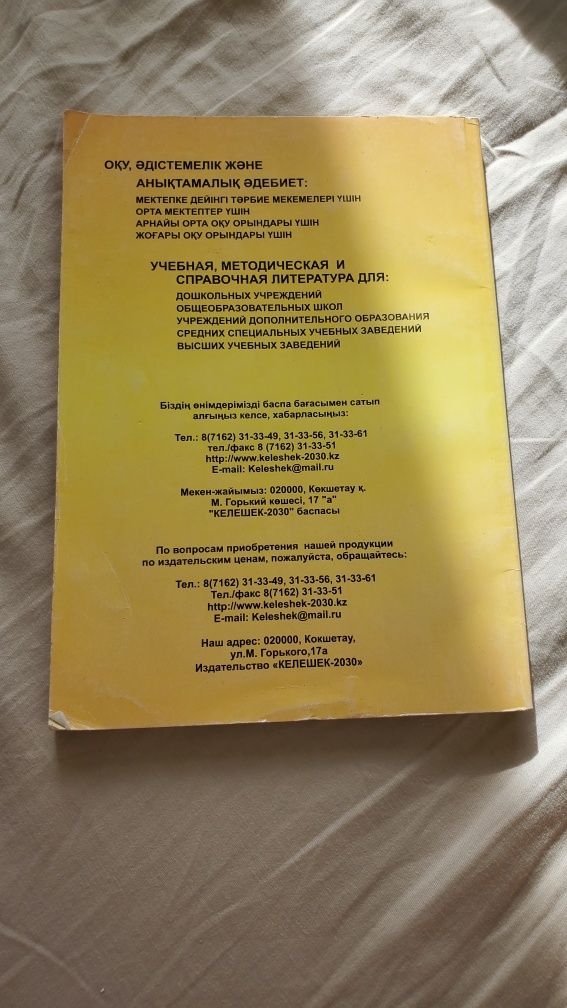 ОҚУ, ӘДІСТЕМЕЛІК ЖӘНЕ
АНЫҚТАМАЛЫҚ ӘДЕБИЕТ:
МЕКТЕПКЕ ДЕЙІНГІ ТӘРБИЕ МЕКЕМЕЛЕРІ ҮШІН
ОРТА МЕКТЕПТЕР ҮШІН
АРНАЙЫ ОРТА ОҚУ ОРЫНДАРЫ ҮШІН
ЖОҒАРЫ ОҚУ ОРЫНДАРЫ ҮШІН
УЧЕБНАЯ, МЕТОДИЧЕСКАЯ И
СПРАВОЧНАЯ ЛИТЕРАТУРА ДЛЯ:
ДОШКОЛЬНЫХ УЧРЕЖДЕНИЙ
ОБЩЕОБРАЗОВАТЕЛЬНЫХ ШКОЛ
УЧРЕЖДЕНИЙ ДОПОЛНИТЕЛЬНОГО ОБРАЗОВАНИЯ
СРЕДНИХ СПЕЦИАЛЬНЫХ УЧЕБНЫХ ЗАВЕДЕНИЙ
ВЫСШИХ УЧЕБНЫХ ЗАВЕДЕНИЙ
Біздің өнімдерімізді баспа бағасымен сатып
алғыңыз келсе, хабарласыңыз:
Тел.: 8(7162) 31-33-49, 31-33-56, 31-33-61
тел./факс 8 (7162) 31-33-51
http://www.keleshek-2030.kz
E-mail: Keleshek@mail.ru
Мекен-жайымыз: 020000, Көкшетау қ.
М. Горький көшесі, 17 "а"
"КЕЛЕШЕК-2030" баспасы
По вопросам приобретения нашей продукции
по издательским ценам, пожалуйста, обращайтесь:
Тел.: 8(7162) 31-33-49, 31-33-56, 31-33-61
Тел./факс 8(7162) 31-33-51
http://www.keleshek-2030.kz
E-mail: Keleshek@mail.ru
Наш адрес: 020000, Кокшетау,
ул.М. Горького,17а
Издательство «КЕЛЕШЕК-2030»